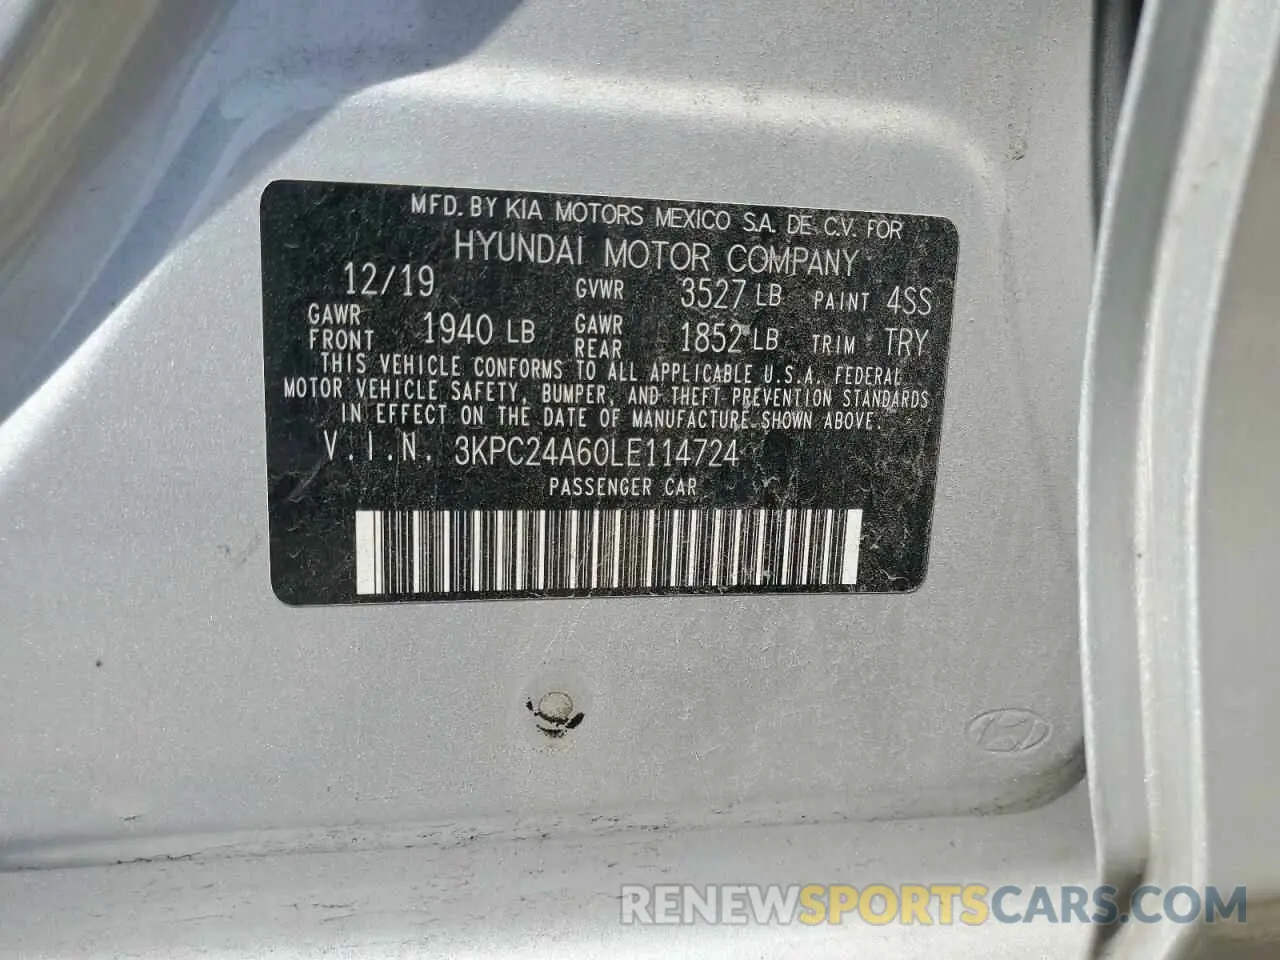 MFD. BY KIA MOTORS MEXICO S.A. DE C.V. FOR
HYUNDAI MOTOR COMPANY
12/19 GVWR 3527 LB PAINT 4SS
GAWR FRONT 1940 LB GAWR REAR 1852 LB TRIM TRY
THIS VEHICLE CONFORMS TO ALL APPLICABLE U.S.A. FEDERAL
MOTOR VEHICLE SAFETY, BUMPER, AND THEFT PREVENTION STANDARDS
IN EFFECT ON THE DATE OF MANUFACTURE SHOWN ABOVE.
V.I.N. 3KPC24A60LE114724
PASSENGER CAR
RENEWSPORTSCARS.COM